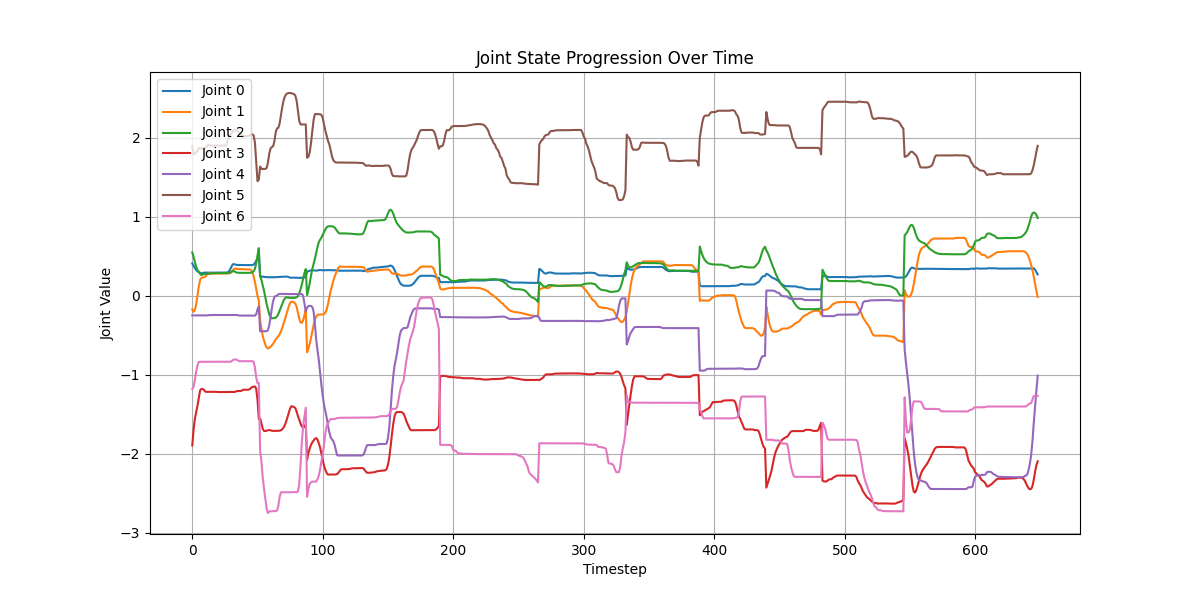 Joint State Progression Over Time
Joint 0
Joint 1
Joint 2
Joint 3
Joint 4
Joint 5
Joint 6
Joint Value
2
1
0
−1
−2
−3
0 100 200 300 400 500 600
Timestep